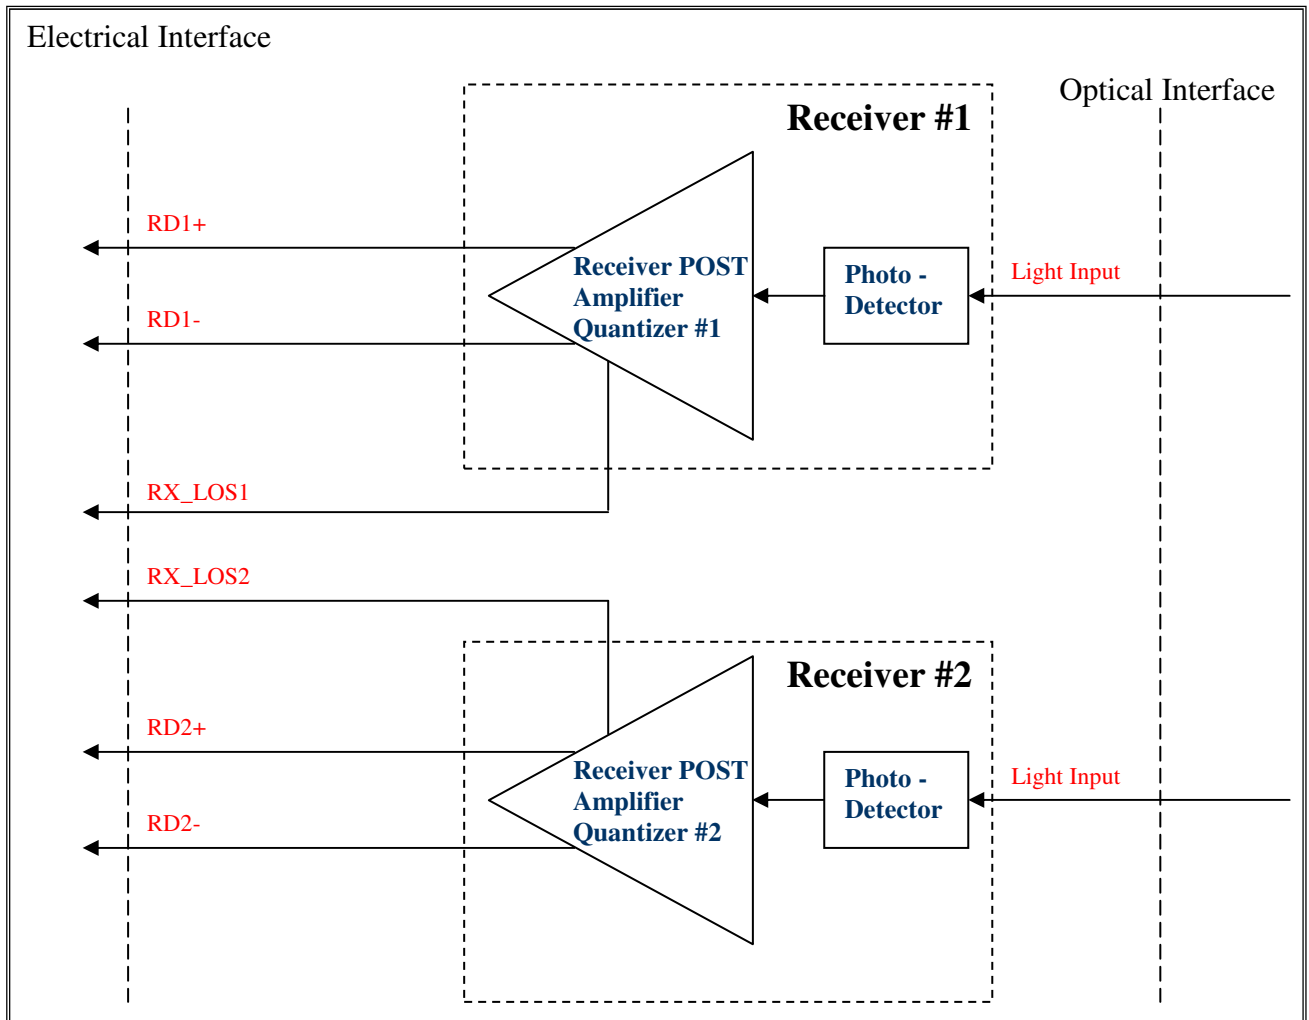 Electrical Interface
Optical Interface
Receiver #1
RD1+
Receiver POST
Amplifier
Quantizer #1
Photo -
Detector
Light Input
RD1-
RX_LOS1
RX_LOS2
Receiver #2
RD2+
Receiver POST
Amplifier
Quantizer #2
Photo -
Detector
Light Input
RD2-